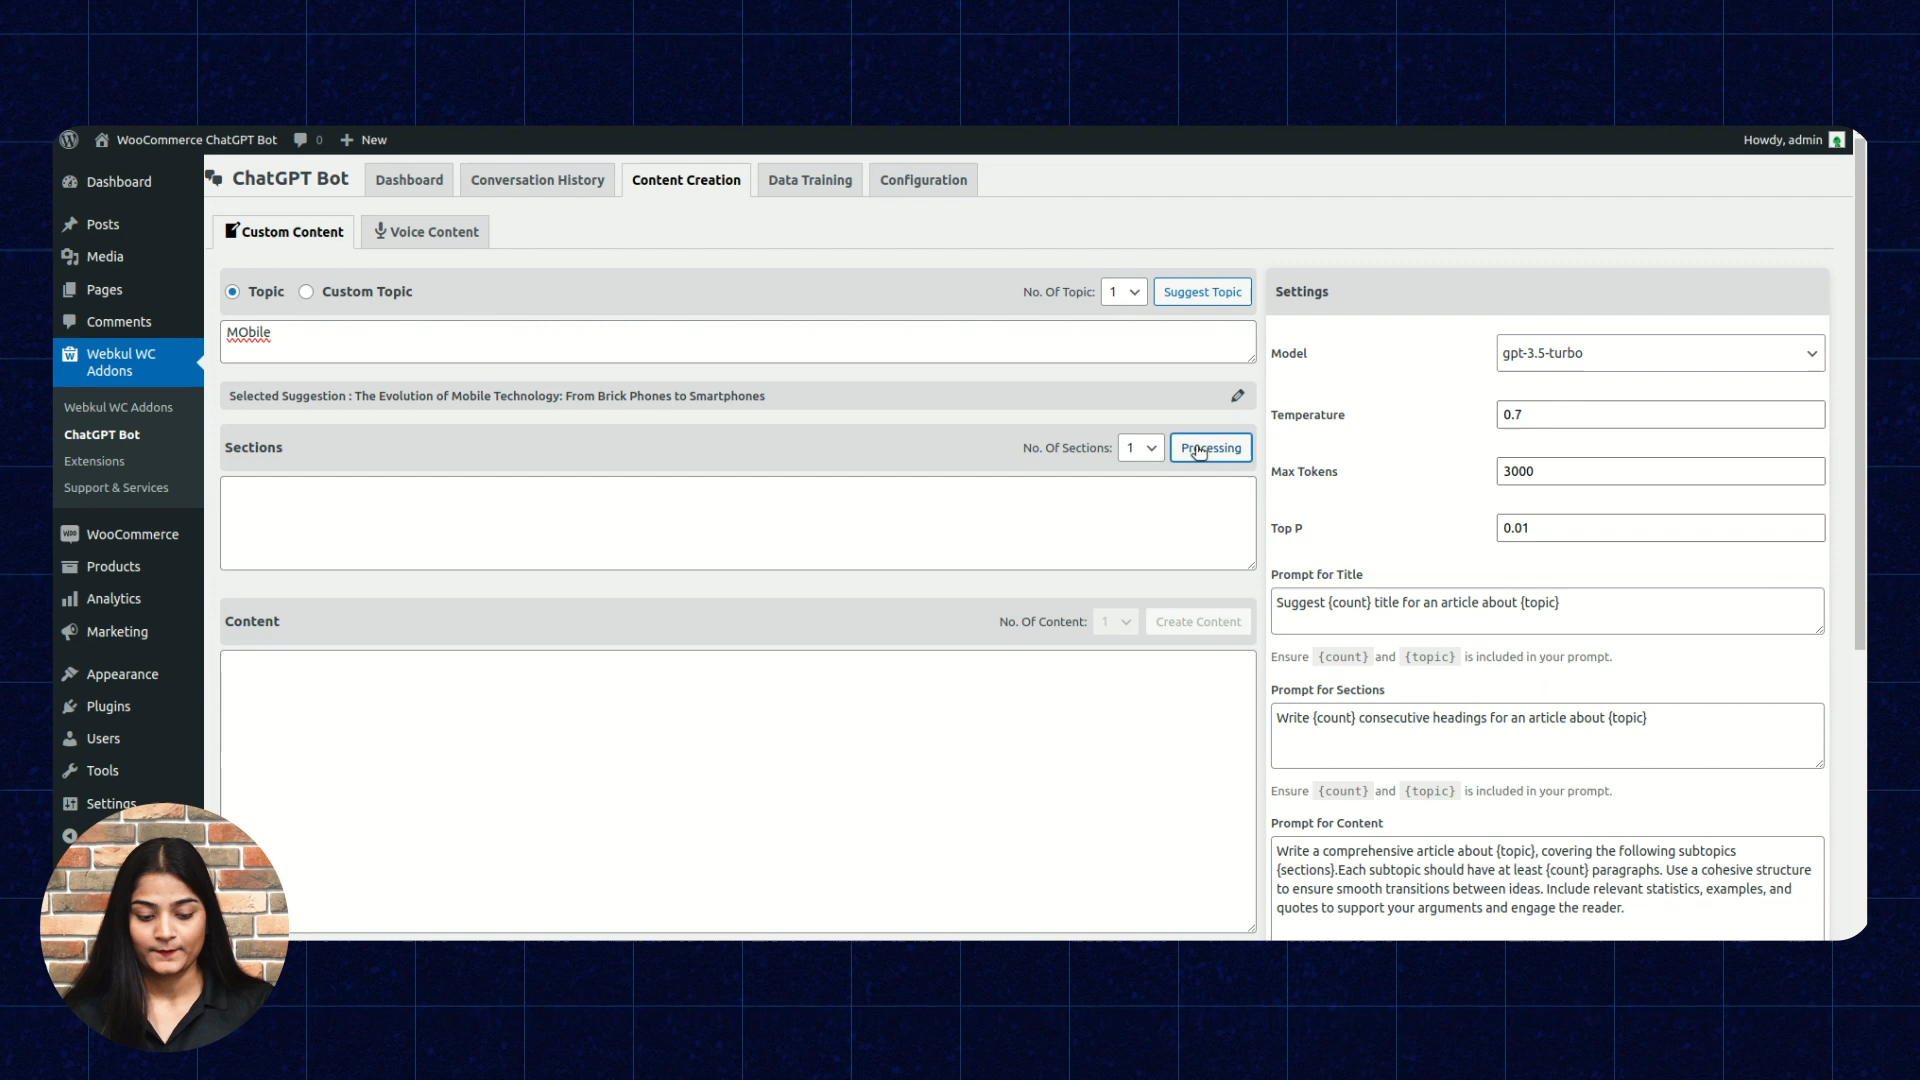 WooCommerce ChatGPT Bot 0 New Howdy, admin
Dashboard
Posts
Media
Pages
Comments
Webkul WC
Addons
Webkul WC Addons
ChatGPT Bot
Extensions
Support & Services
WooCommerce
Products
Analytics
Marketing
Appearance
Plugins
Users
Tools
Settings
ChatGPT Bot Dashboard Conversation History Content Creation Data Training Configuration
Custom Content Voice Content
Topic Custom Topic No. Of Topic: 1 Suggest Topic
MObile
Selected Suggestion : The Evolution of Mobile Technology: From Brick Phones to Smartphones
Sections No. Of Sections: 1 Processing
Content No. Of Content: 1 Create Content
Settings
Model gpt-3.5-turbo
Temperature 0.7
Max Tokens 3000
Top P 0.01
Prompt for Title
Suggest {count} title for an article about {topic}
Ensure {count} and {topic} is included in your prompt.
Prompt for Sections
Write {count} consecutive headings for an article about {topic}
Ensure {count} and {topic} is included in your prompt.
Prompt for Content
Write a comprehensive article about {topic}, covering the following subtopics
{sections}.Each subtopic should have at least {count} paragraphs. Use a cohesive structure
to ensure smooth transitions between ideas. Include relevant statistics, examples, and
quotes to support your arguments and engage the reader.